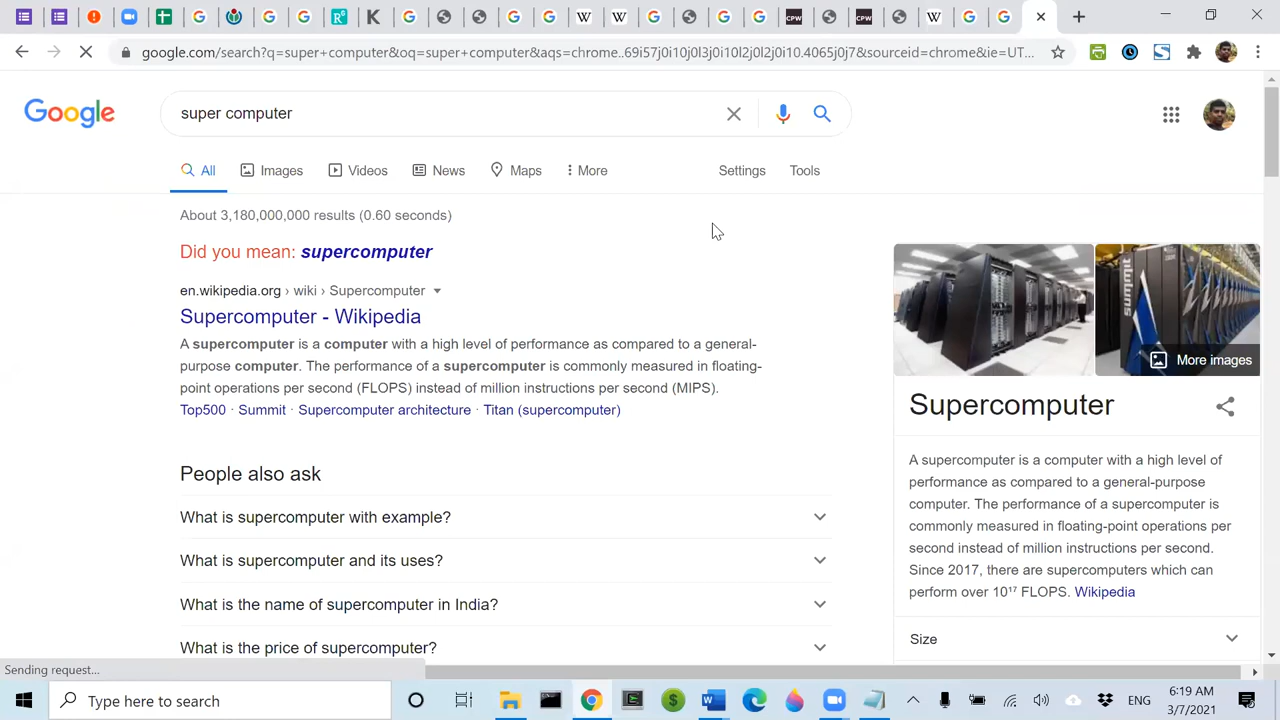 google.com/search?q=super+computer&oq=super+computer&aqs=chrome..69i57j0i10j0l3j0i10l2j0l2j0i10.4065j0j7&sourceid=chrome&ie=UT...
Google
super computer
All
Images
Videos
News
Maps
More
Settings
Tools
About 3,180,000,000 results (0.60 seconds)
Did you mean: supercomputer
en.wikipedia.org › wiki › Supercomputer
Supercomputer - Wikipedia
A supercomputer is a computer with a high level of performance as compared to a general-
purpose computer. The performance of a supercomputer is commonly measured in floating-
point operations per second (FLOPS) instead of million instructions per second (MIPS).
Top500 · Summit · Supercomputer architecture · Titan (supercomputer)
People also ask
What is supercomputer with example?
What is supercomputer and its uses?
What is the name of supercomputer in India?
What is the price of supercomputer?
More images
Supercomputer
A supercomputer is a computer with a high level of
performance as compared to a general-purpose
computer. The performance of a supercomputer is
commonly measured in floating-point operations per
second instead of million instructions per second.
Since 2017, there are supercomputers which can
perform over 10¹⁷ FLOPS. Wikipedia
Size
Sending request...
Type here to search
ENG
6:19 AM
3/7/2021